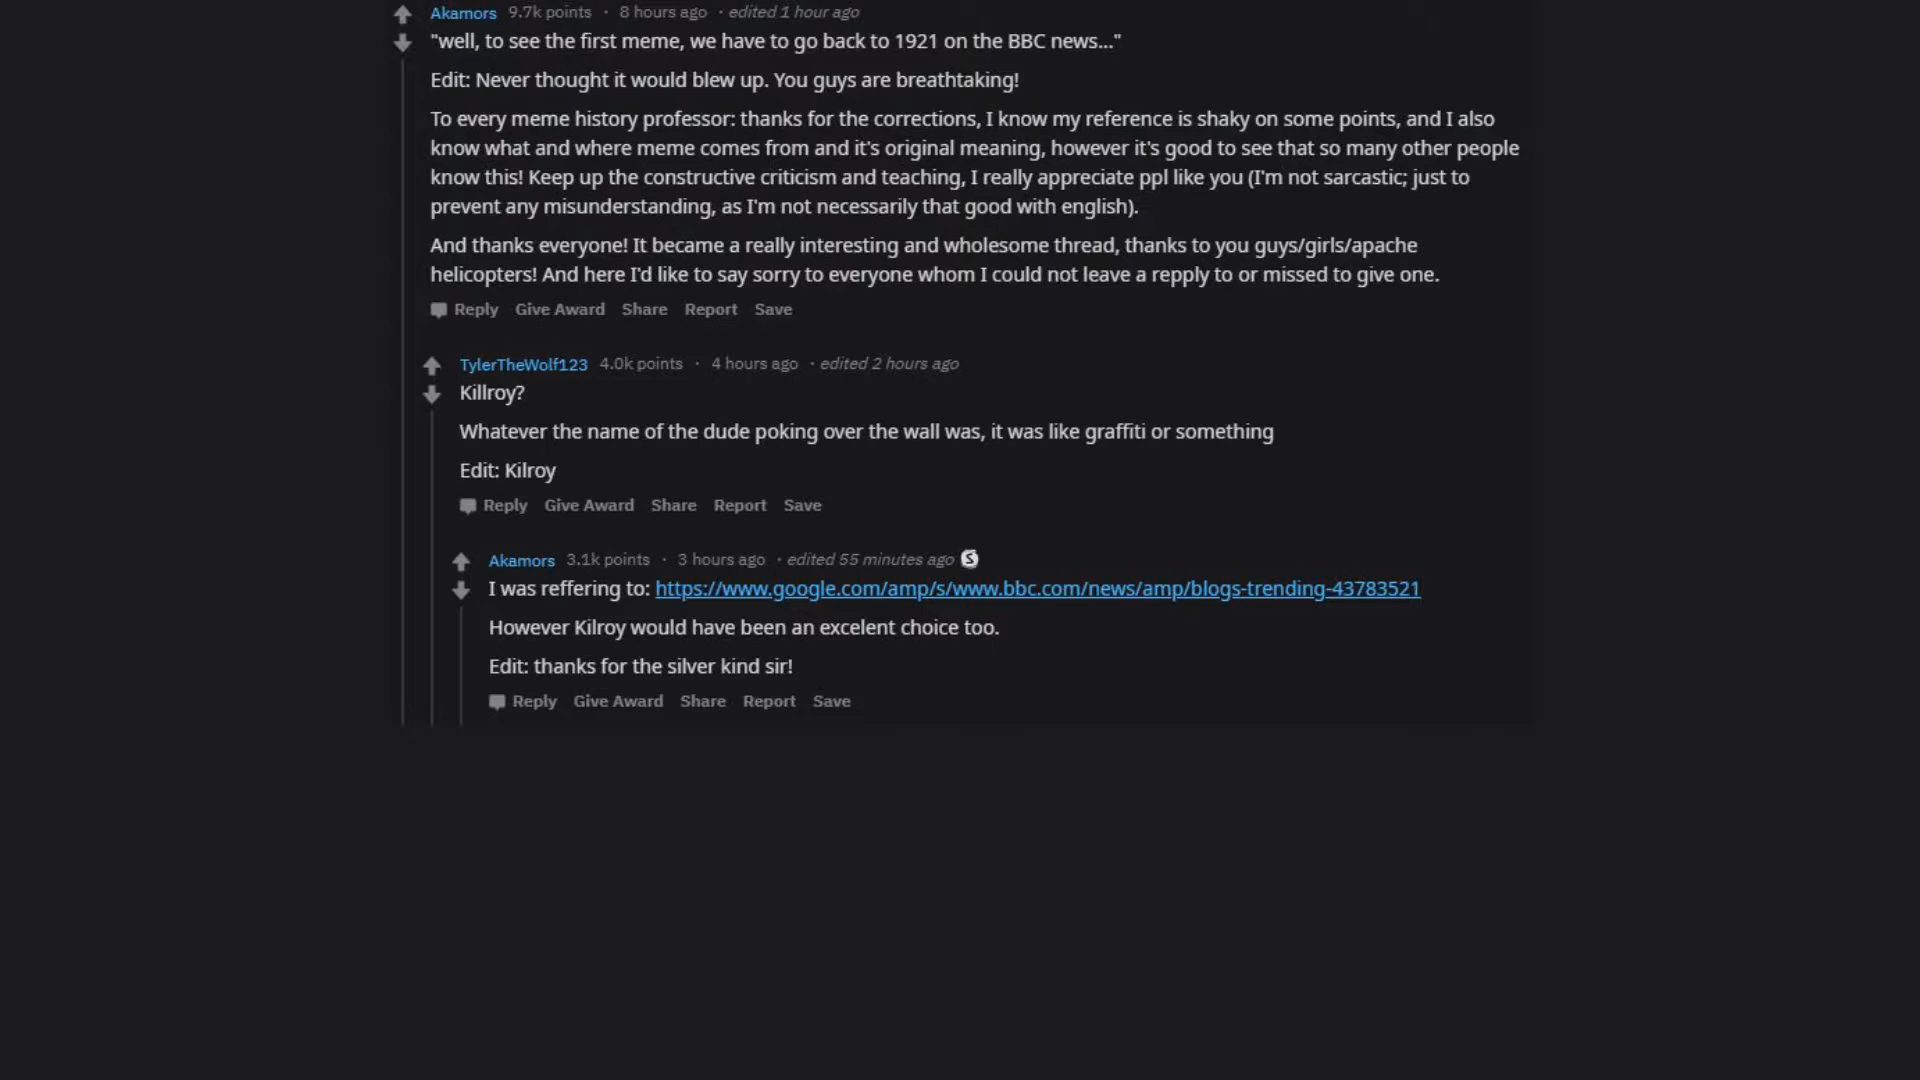 Akamors 9.7k points · 8 hours ago · edited 1 hour ago
"well, to see the first meme, we have to go back to 1921 on the BBC news..."
Edit: Never thought it would blew up. You guys are breathtaking!
To every meme history professor: thanks for the corrections, I know my reference is shaky on some points, and I also
know what and where meme comes from and it's original meaning, however it's good to see that so many other people
know this! Keep up the constructive criticism and teaching, I really appreciate ppl like you (I'm not sarcastic; just to
prevent any misunderstanding, as I'm not necessarily that good with english).
And thanks everyone! It became a really interesting and wholesome thread, thanks to you guys/girls/apache
helicopters! And here I'd like to say sorry to everyone whom I could not leave a repply to or missed to give one.
Reply Give Award Share Report Save
TylerTheWolf123 4.0k points · 4 hours ago · edited 2 hours ago
Killroy?
Whatever the name of the dude poking over the wall was, it was like graffiti or something
Edit: Kilroy
Reply Give Award Share Report Save
Akamors 3.1k points · 3 hours ago · edited 55 minutes ago S
I was reffering to: https://www.google.com/amp/s/www.bbc.com/news/amp/blogs-trending-43783521
However Kilroy would have been an excelent choice too.
Edit: thanks for the silver kind sir!
Reply Give Award Share Report Save